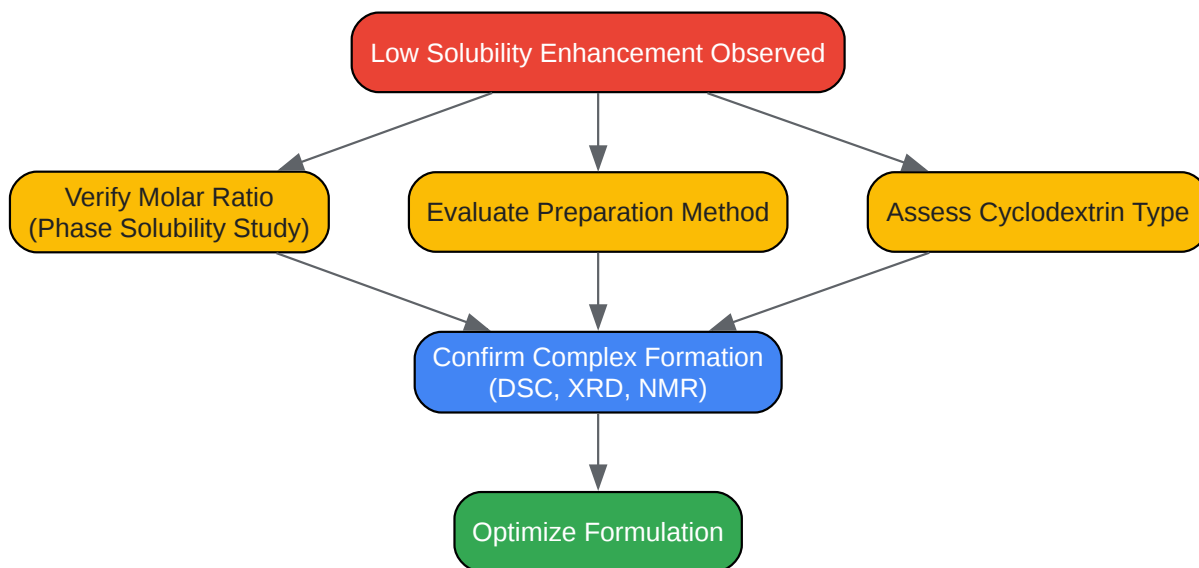 Low Solubility Enhancement Observed
Verify Molar Ratio
(Phase Solubility Study)
Evaluate Preparation Method
Assess Cyclodextrin Type
Confirm Complex Formation
(DSC, XRD, NMR)
Optimize Formulation